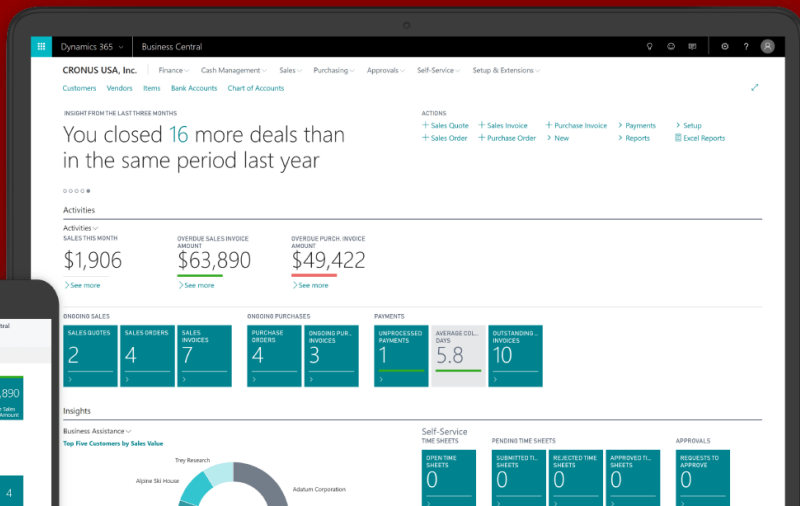 Dynamics 365
Business Central
?
CRONUS USA, Inc.
Finance
Cash Management
Sales
Purchasing
Approvals
Self-Service
Setup & Extensions
Customers
Vendors
Items
Bank Accounts
Chart of Accounts
INSIGHT FROM THE LAST THREE MONTHS
You closed 16 more deals than
in the same period last year
ACTIONS
+ Sales Quote
+ Sales Invoice
+ Purchase Invoice
> Payments
> Setup
+ Sales Order
+ Purchase Order
> New
> Reports
Excel Reports
Activities
Activities
SALES THIS MONTH
$1,906
>See more
OVERDUE SALES INVOICE
AMOUNT
$63,890
>See more
OVERDUE PURCH. INVOICE
AMOUNT
$49,422
>See more
ONGOING SALES
SALES QUOTES
2
SALES ORDERS
4
SALES
INVOICES
7
ONGOING PURCHASES
PURCHASE
ORDERS
4
ONGOING PUR...
INVOICES
3
PAYMENTS
UNPROCESSED
PAYMENTS
1
AVERAGE COL...
DAYS
5.8
OUTSTANDING ...
INVOICES
10
Insights
Business Assistance
Top Five Customers by Sales Value
Trey Research
Alpine Ski House
Adatum Corporation
Self-Service
TIME SHEETS
OPEN TIME
SHEETS
0
PENDING TIME SHEETS
SUBMITTED TI...
SHEETS
0
REJECTED TIME
SHEETS
0
APPROVED TI...
SHEETS
0
APPROVALS
REQUESTS TO
APPROVE
0
tral
,890
Sales
Amount
4